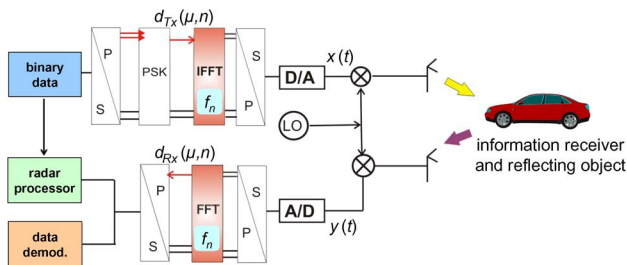 d_Tx(μ,n)
binary
data
P
S
PSK
IFFT
f_n
S
P
D/A
x(t)
LO
information receiver
and reflecting object
d_Rx(μ,n)
radar
processor
P
S
FFT
f_n
S
P
A/D
y(t)
data
demod.